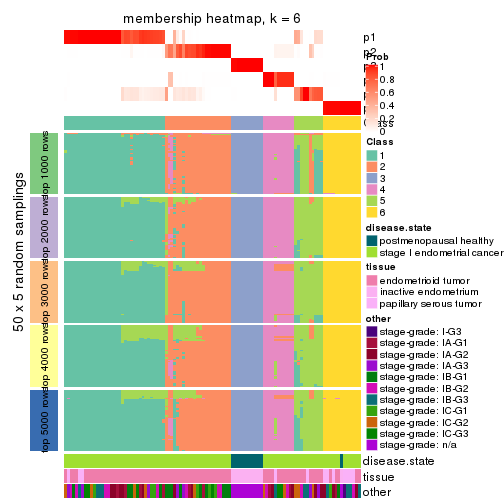 membership heatmap, k = 6
p1
p2
Prob
1
0.8
0.6
0.4
0.2
0
Class
1
2
3
4
5
6
disease.state
postmenopausal healthy
stage I endometrial cancer
tissue
endometrioid tumor
inactive endometrium
papillary serous tumor
other
stage-grade: I-G3
stage-grade: IA-G1
stage-grade: IA-G2
stage-grade: IA-G3
stage-grade: IB-G1
stage-grade: IB-G2
stage-grade: IB-G3
stage-grade: IC-G1
stage-grade: IC-G2
stage-grade: IC-G3
stage-grade: n/a
50 x 5 random samplings
top 1000 rows
top 2000 rows
top 3000 rows
top 4000 rows
top 5000 rows
disease.state
tissue
other